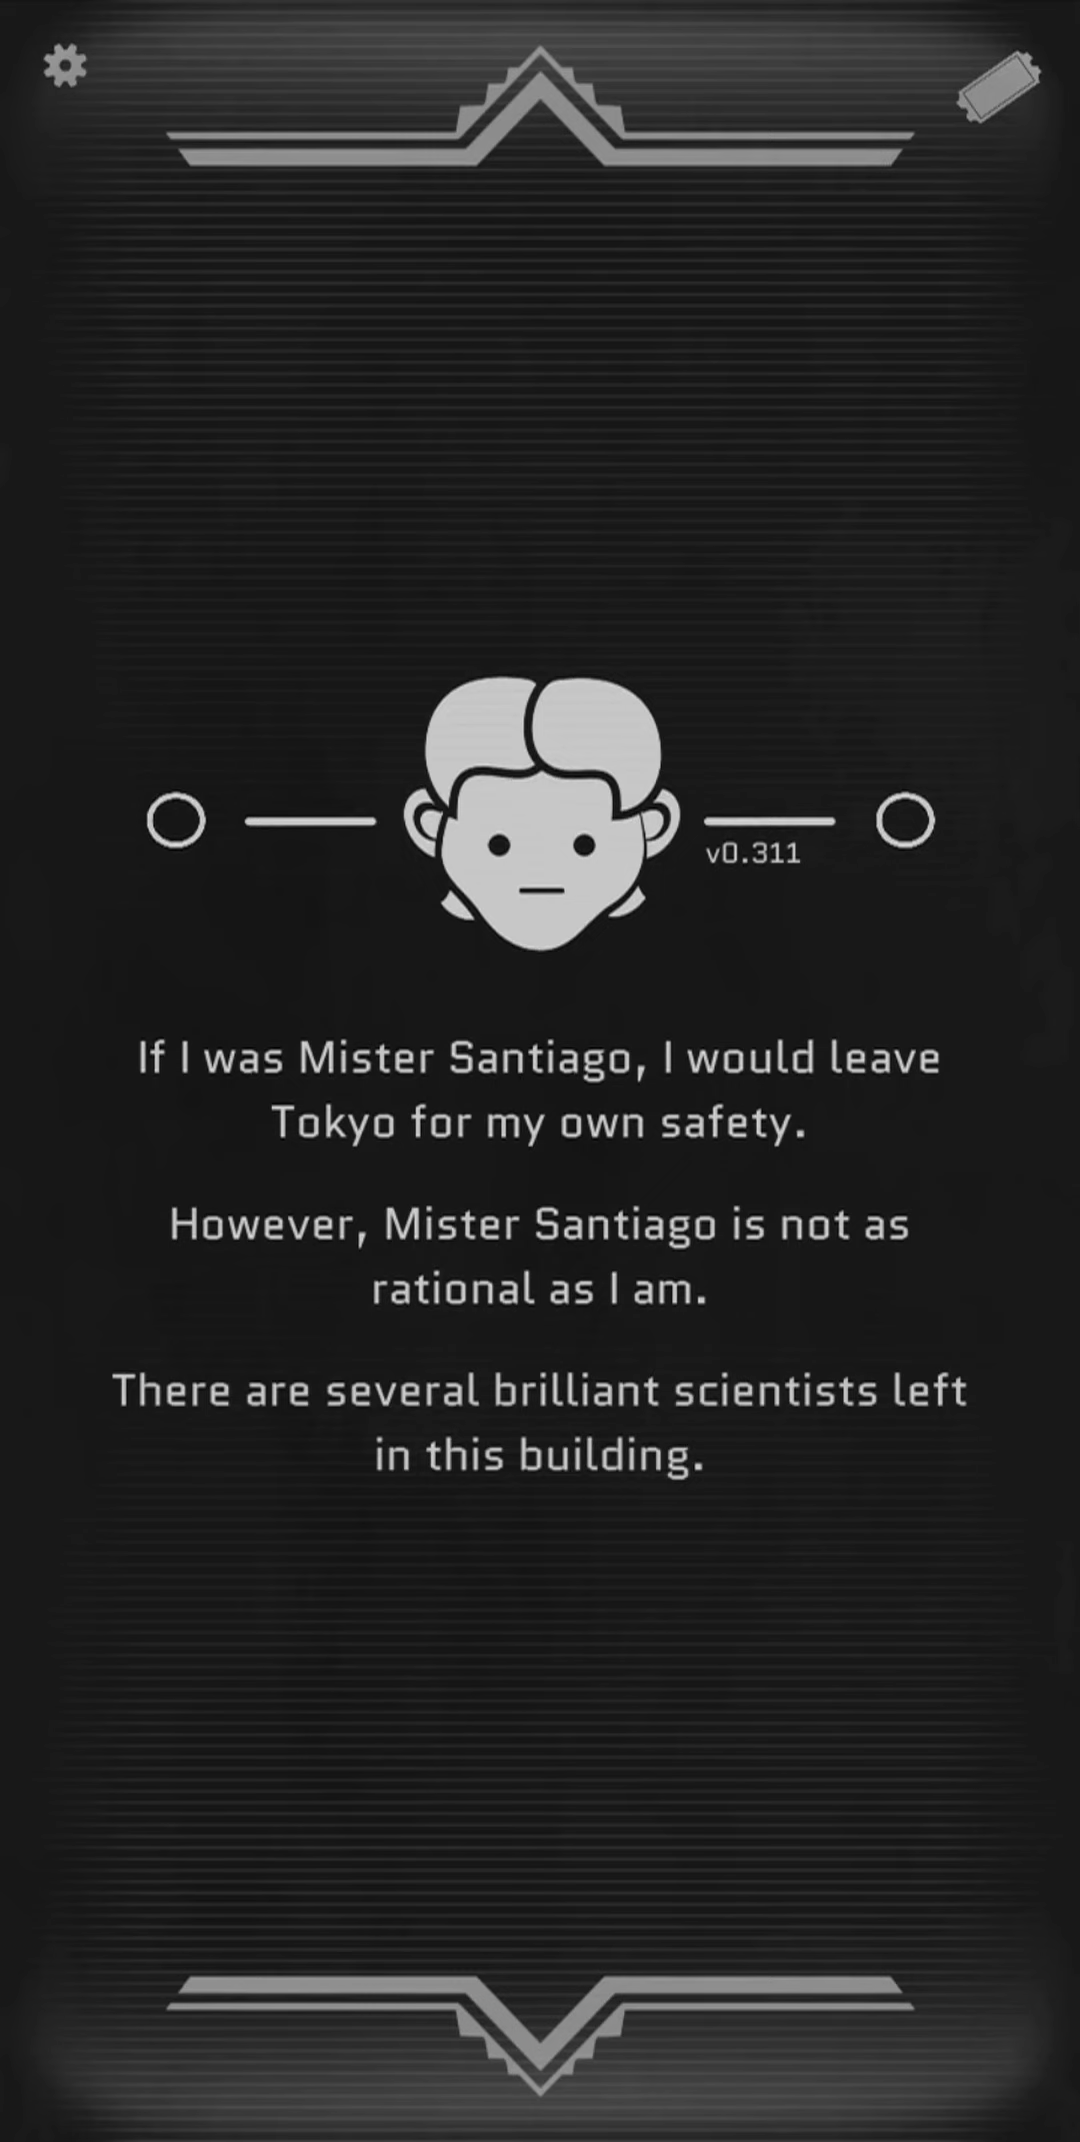 v0.311
If I was Mister Santiago, I would leave
Tokyo for my own safety.
However, Mister Santiago is not as
rational as I am.
There are several brilliant scientists left
in this building.